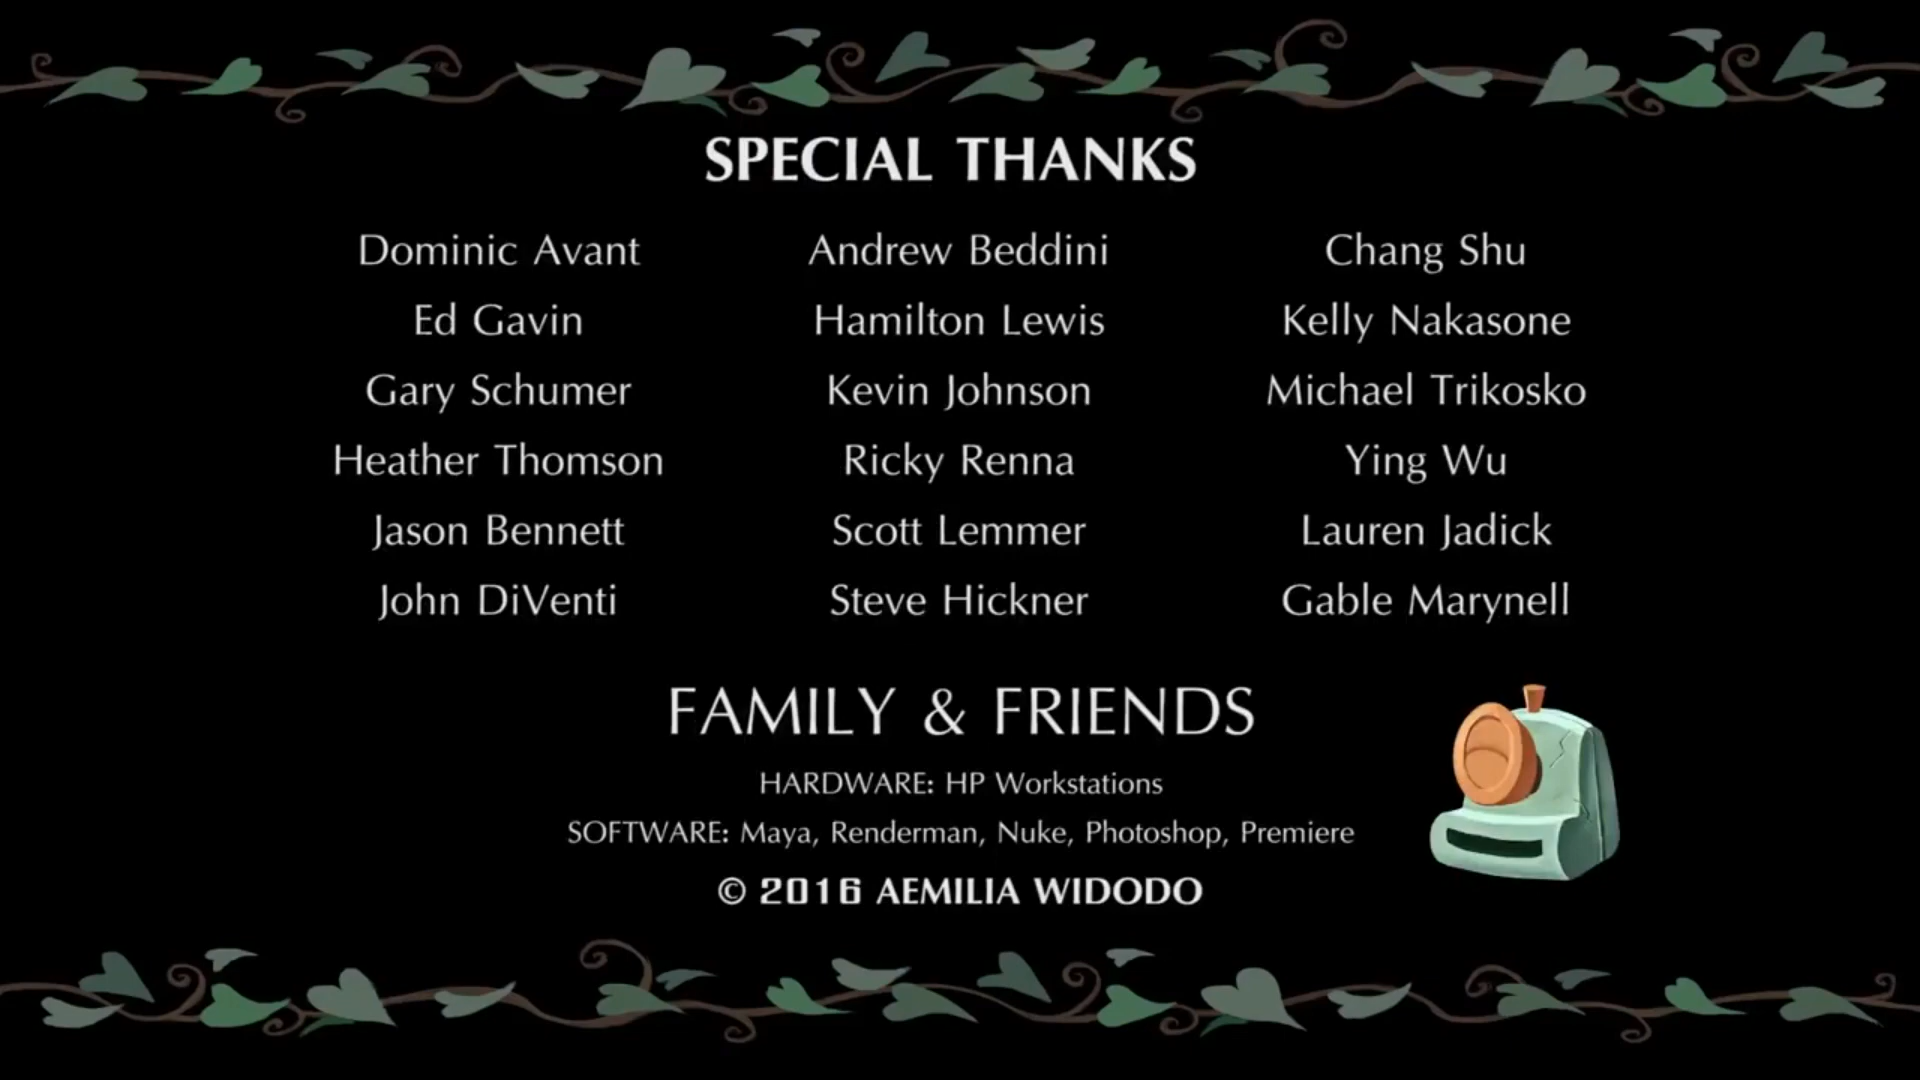 SPECIAL THANKS
Dominic Avant
Ed Gavin
Gary Schumer
Heather Thomson
Jason Bennett
John DiVenti
Andrew Beddini
Hamilton Lewis
Kevin Johnson
Ricky Renna
Scott Lemmer
Steve Hickner
Chang Shu
Kelly Nakasone
Michael Trikosko
Ying Wu
Lauren Jadick
Gable Marynell
FAMILY & FRIENDS
HARDWARE: HP Workstations
SOFTWARE: Maya, Renderman, Nuke, Photoshop, Premiere
© 2016 AEMILIA WIDODO